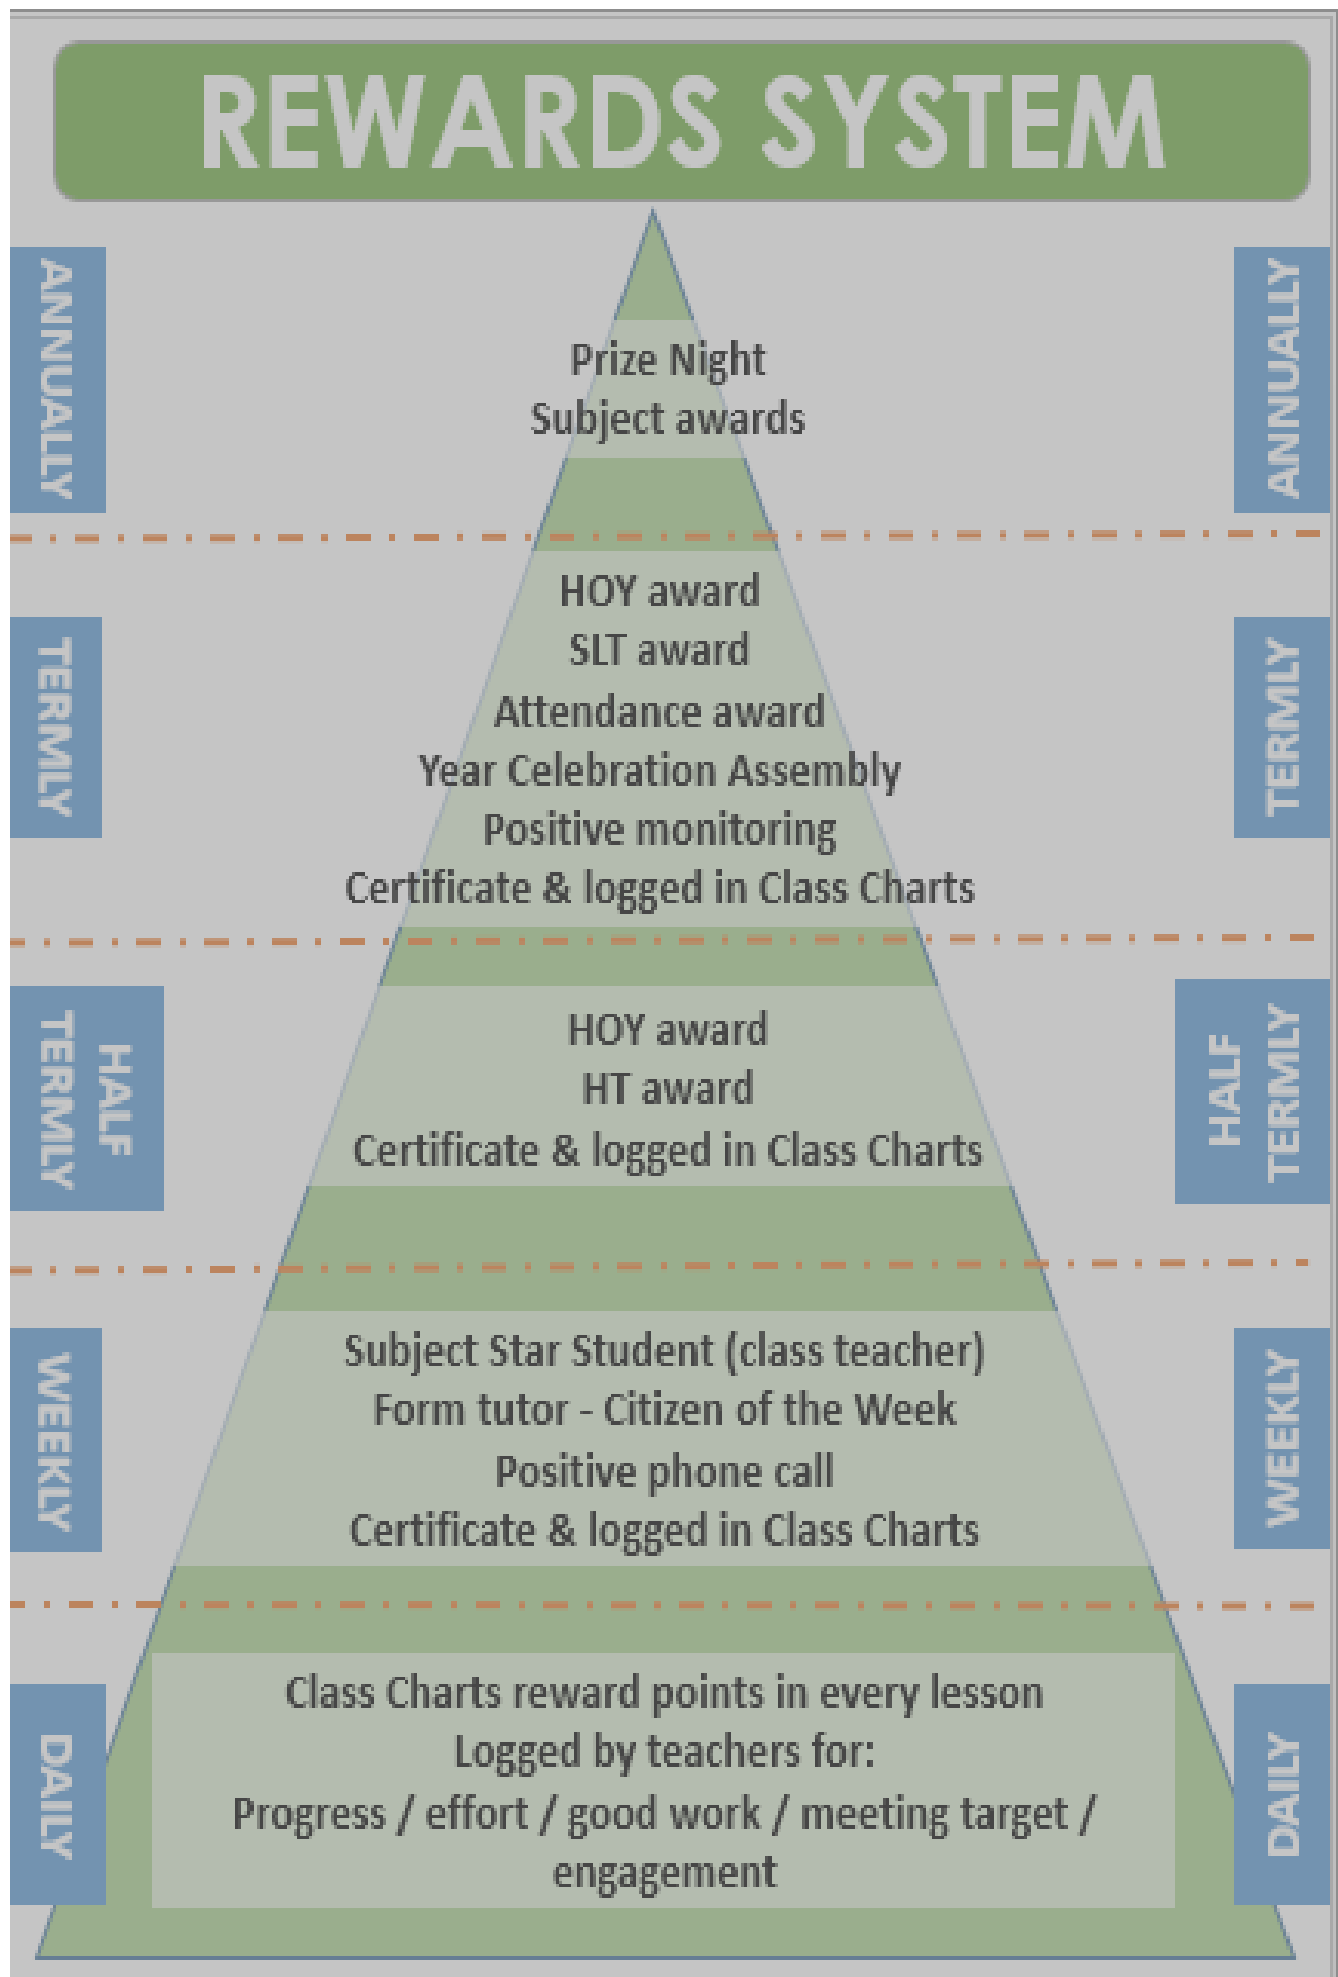 REWARDS SYSTEM
ANNUALLY
Prize Night
Subject awards
ANNUALLY
TERMLY
HOY award
SLT award
Attendance award
Year Celebration Assembly
Positive monitoring
Certificate & logged in Class Charts
TERMLY
HALF
TERMLY
HOY award
HT award
Certificate & logged in Class Charts
HALF
TERMLY
WEEKLY
Subject Star Student (class teacher)
Form tutor - Citizen of the Week
Positive phone call
Certificate & logged in Class Charts
WEEKLY
DAILY
Class Charts reward points in every lesson
Logged by teachers for:
Progress / effort / good work / meeting target /
engagement
DAILY